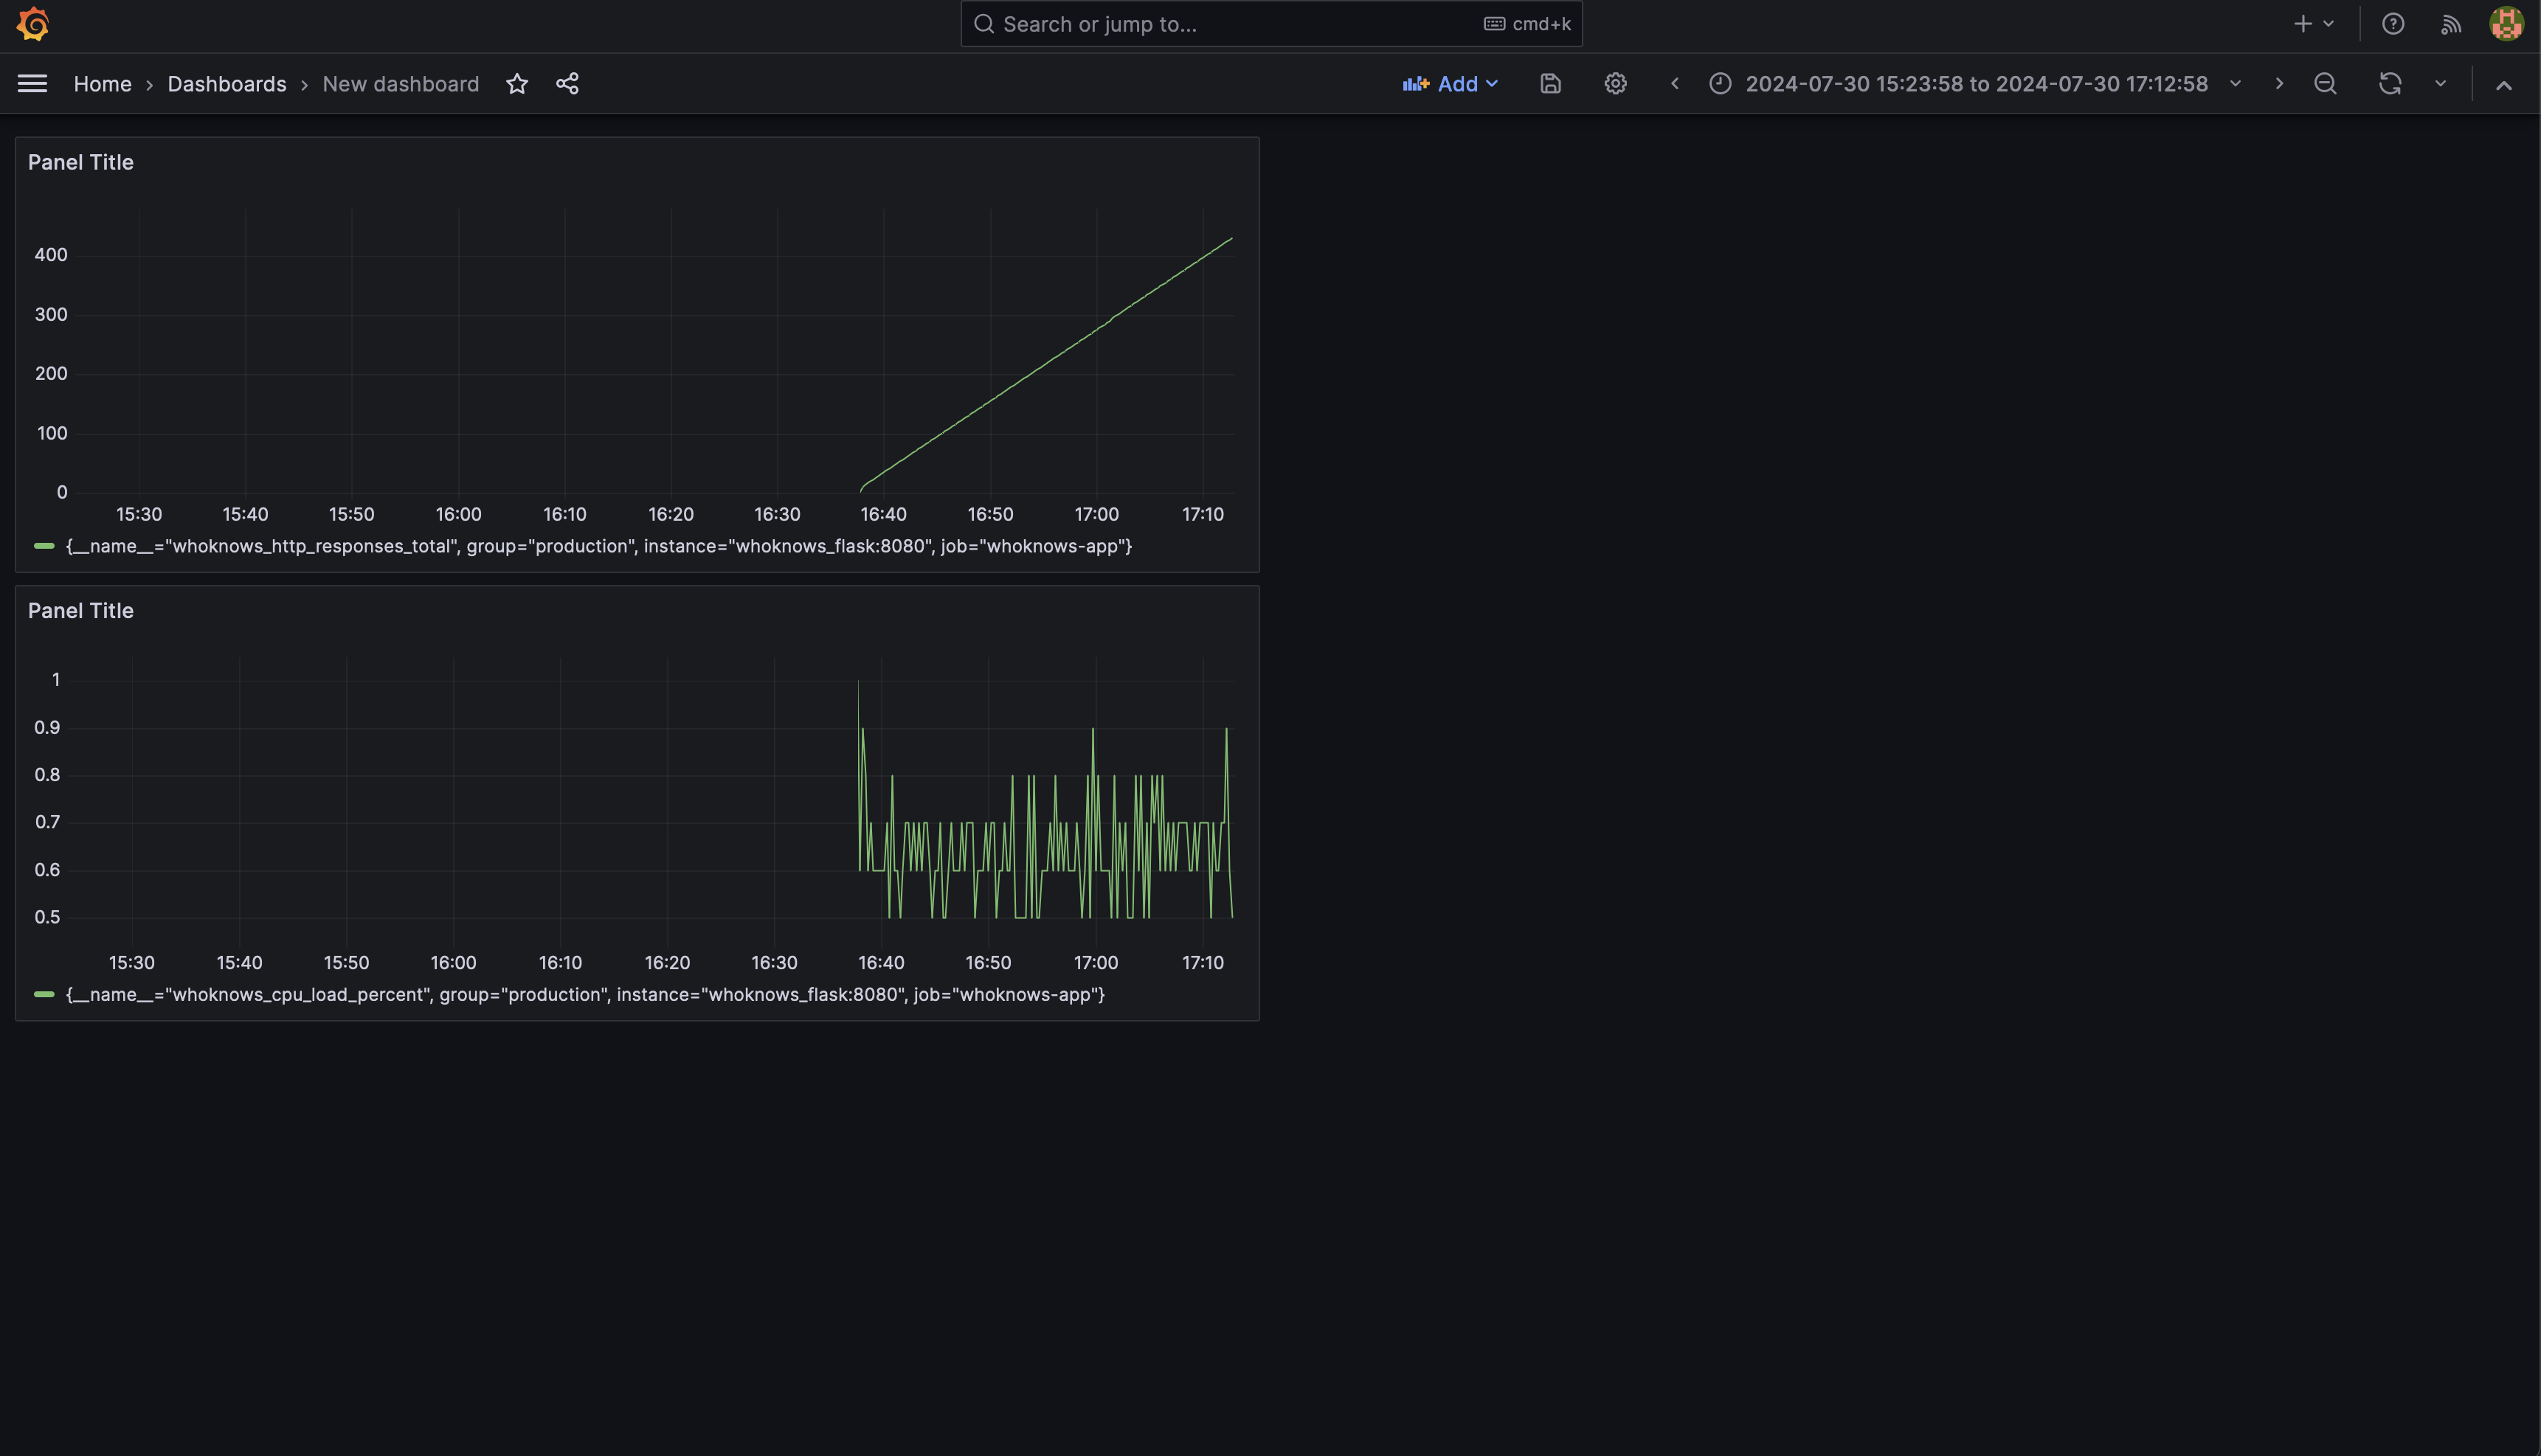 Search or jump to... cmd+k
Home › Dashboards › New dashboard Add 2024-07-30 15:23:58 to 2024-07-30 17:12:58
Panel Title
400
300
200
100
0
15:30 15:40 15:50 16:00 16:10 16:20 16:30 16:40 16:50 17:00 17:10
{__name__="whoknows_http_responses_total", group="production", instance="whoknows_flask:8080", job="whoknows-app"}
Panel Title
1
0.9
0.8
0.7
0.6
0.5
15:30 15:40 15:50 16:00 16:10 16:20 16:30 16:40 16:50 17:00 17:10
{__name__="whoknows_cpu_load_percent", group="production", instance="whoknows_flask:8080", job="whoknows-app"}